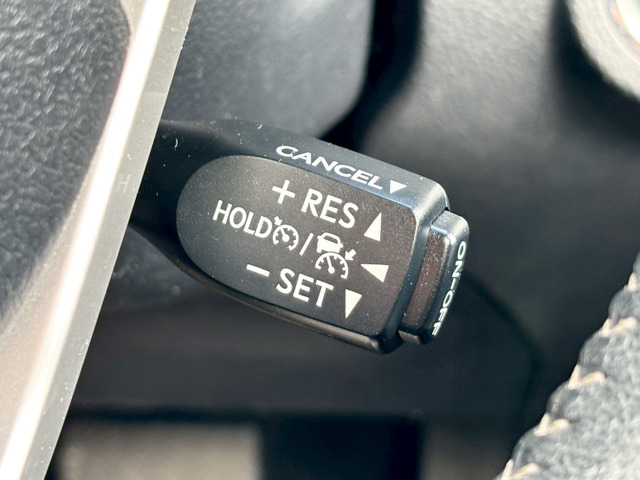 CANCEL
+ RES
HOLD /
- SET
ON-OFF